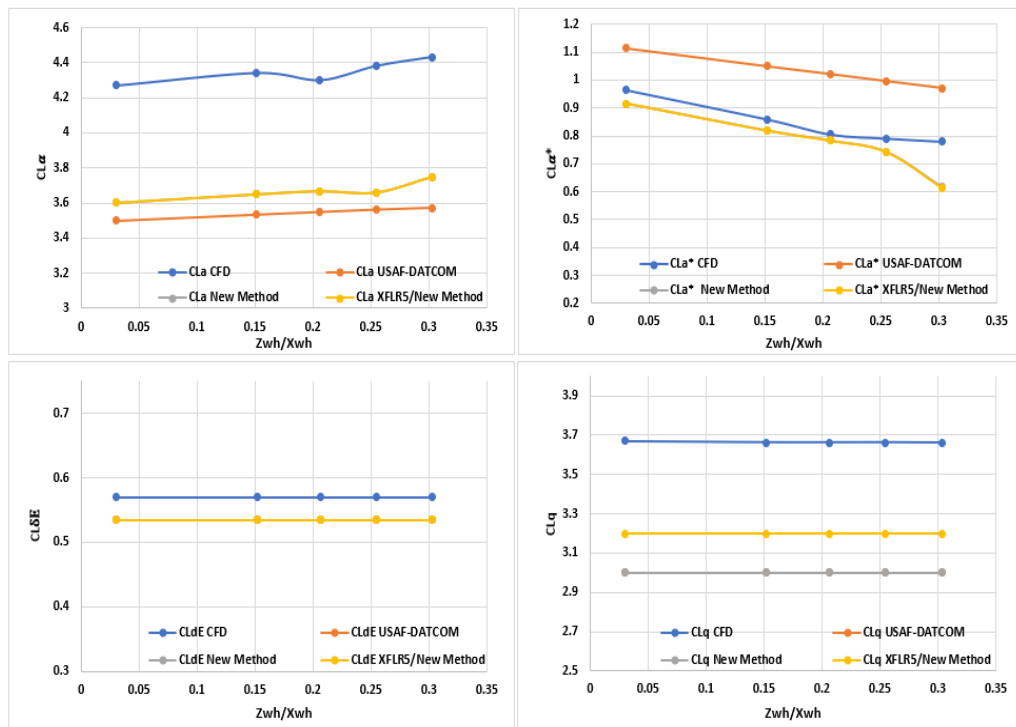 4.6
4.4
4.2
4
3.8
3.6
3.4
3.2
3
CLα
CLa CFD
CLa USAF-DATCOM
CLa New Method
CLa XFLR5/New Method
0 0.05 0.1 0.15 0.2 0.25 0.3 0.35
Zwh/Xwh
1.2
1.1
1
0.9
0.8
0.7
0.6
0.5
0.4
0.3
0.2
CLα*
CLa* CFD
CLa* USAF-DATCOM
CLa* New Method
CLa* XFLR5/New Method
0 0.05 0.1 0.15 0.2 0.25 0.3 0.35
Zwh/Xwh
0.7
0.6
0.5
0.4
0.3
CLδE
CLdE CFD
CLdE USAF-DATCOM
CLdE New Method
CLdE XFLR5/New Method
0 0.05 0.1 0.15 0.2 0.25 0.3 0.35
Zwh/Xwh
3.9
3.7
3.5
3.3
3.1
2.9
2.7
2.5
CLq
CLq CFD
CLq USAF-DATCOM
CLq New Method
CLq XFLR5/New Method
0 0.05 0.1 0.15 0.2 0.25 0.3 0.35
Zwh/Xwh